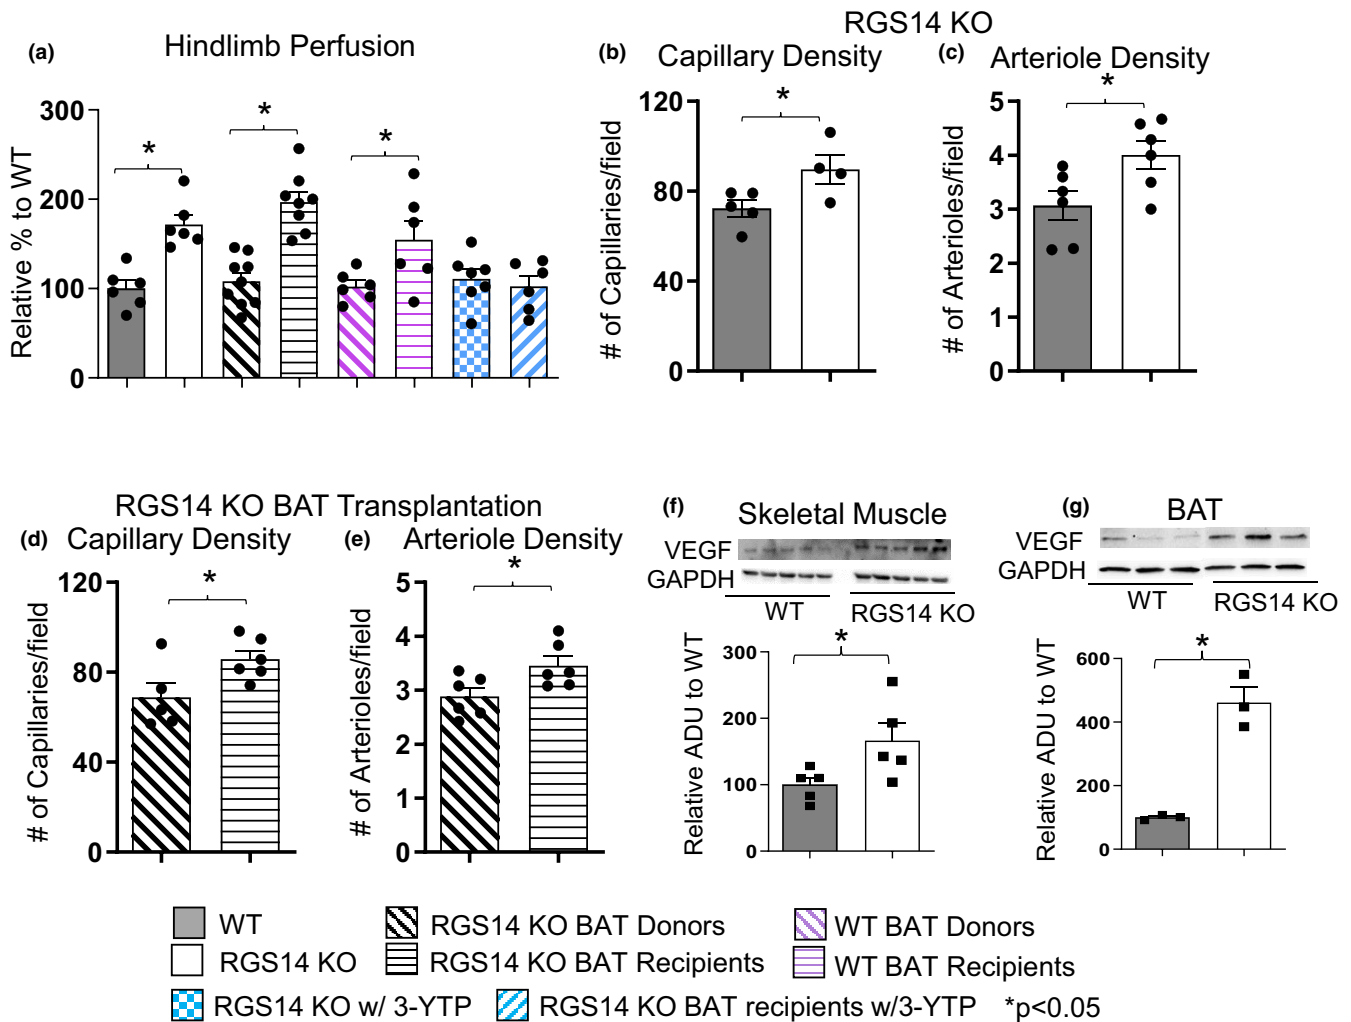 RGS14 KO
(a)
Hindlimb Perfusion
(b)
Capillary Density
(c)
Arteriole Density
Relative % to WT
300
200
100
0
*
*
*
# of Capillaries/field
120
80
40
0
*
# of Arterioles/field
5
4
3
2
1
0
*
RGS14 KO BAT Transplantation
(d)
Capillary Density
(e)
Arteriole Density
# of Capillaries/field
120
80
40
0
*
# of Arterioles/field
5
4
3
2
1
0
*
(f)
Skeletal Muscle
VEGF
GAPDH
WT
RGS14 KO
Relative ADU to WT
300
200
100
0
*
(g)
BAT
VEGF
GAPDH
WT
RGS14 KO
Relative ADU to WT
600
400
200
0
*
WT
RGS14 KO BAT Donors
WT BAT Donors
RGS14 KO
RGS14 KO BAT Recipients
WT BAT Recipients
RGS14 KO w/ 3-YTP
RGS14 KO BAT recipients w/3-YTP
*p<0.05